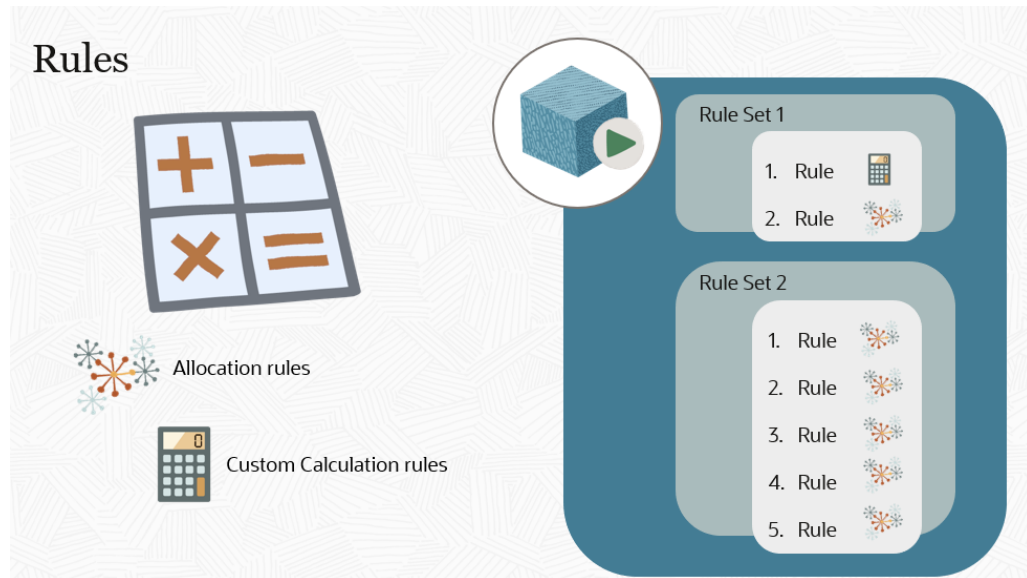 Rules
Allocation rules
0
Custom Calculation rules
Rule Set 1
1. Rule
2. Rule
Rule Set 2
1. Rule
2. Rule
3. Rule
4. Rule
5. Rule